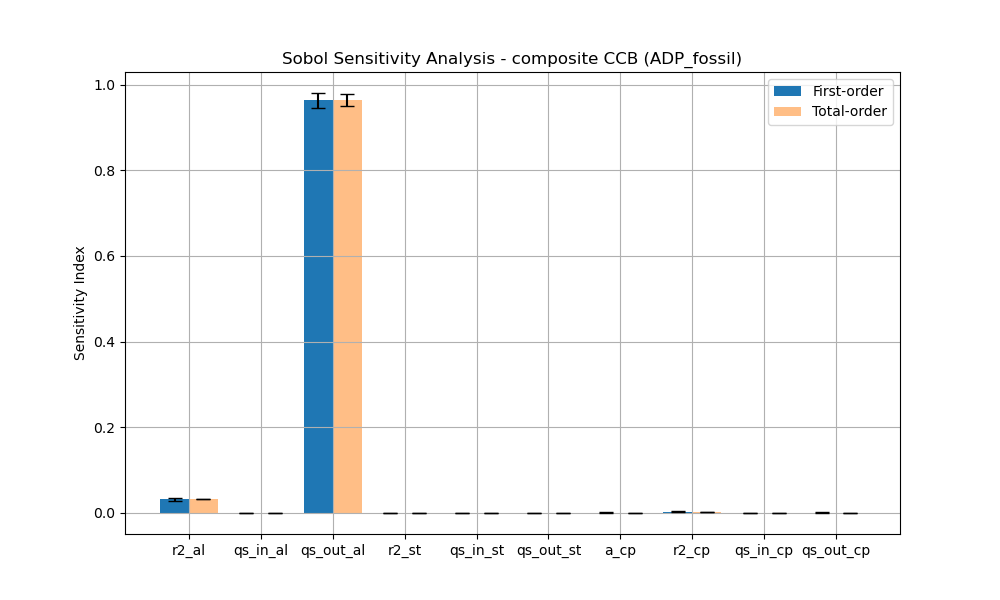 Sobol Sensitivity Analysis - composite CCB (ADP_fossil)
First-order
Total-order
Sensitivity Index
1.0
0.8
0.6
0.4
0.2
0.0
r2_al qs_in_al qs_out_al r2_st qs_in_st qs_out_st a_cp r2_cp qs_in_cp qs_out_cp